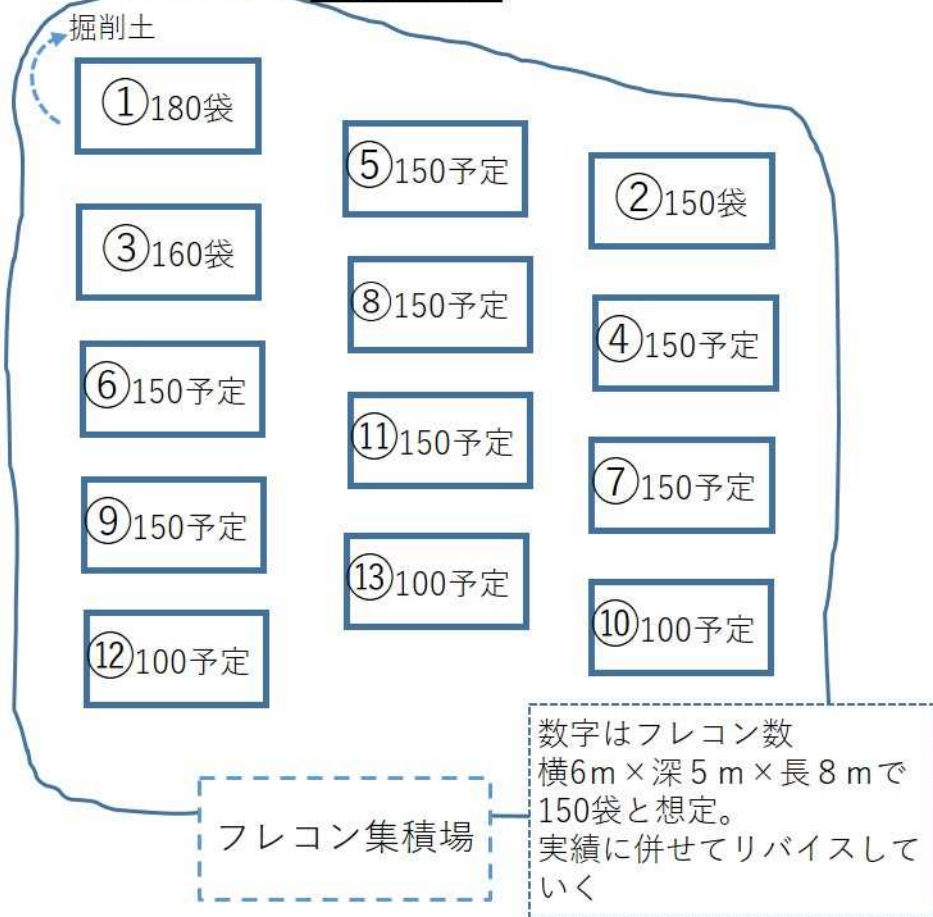 掘削土
①180袋
⑤150予定
②150袋
③160袋
⑧150予定
④150予定
⑥150予定
⑪150予定
⑦150予定
⑨150予定
⑬100予定
⑩100予定
⑫100予定
数字はフレコン数
横6m×深５ｍ×長８ｍで
150袋と想定。
実績に併せてリバイスして
いく
フレコン集積場